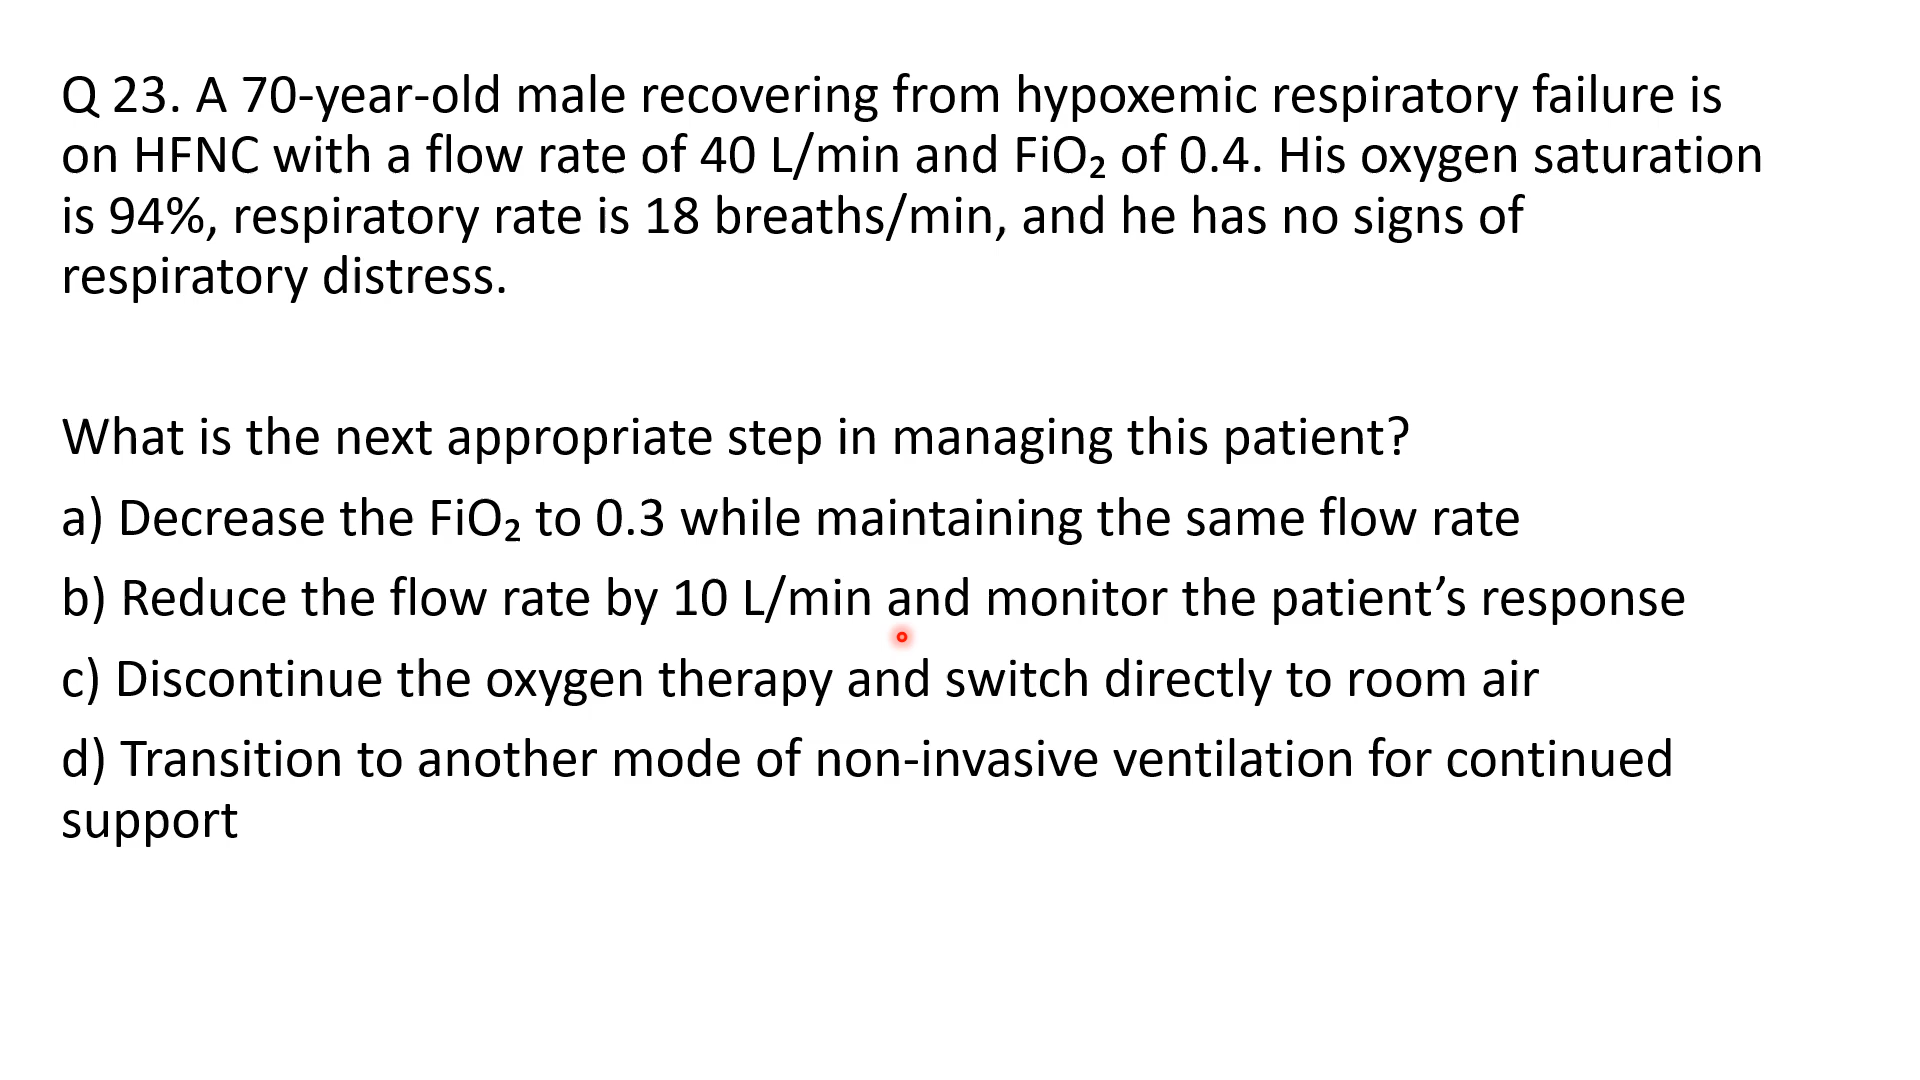 Q 23. A 70-year-old male recovering from hypoxemic respiratory failure is
on HFNC with a flow rate of 40 L/min and FiO₂ of 0.4. His oxygen saturation
is 94%, respiratory rate is 18 breaths/min, and he has no signs of
respiratory distress.
What is the next appropriate step in managing this patient?
a) Decrease the FiO₂ to 0.3 while maintaining the same flow rate
b) Reduce the flow rate by 10 L/min and monitor the patient’s response
c) Discontinue the oxygen therapy and switch directly to room air
d) Transition to another mode of non-invasive ventilation for continued
support